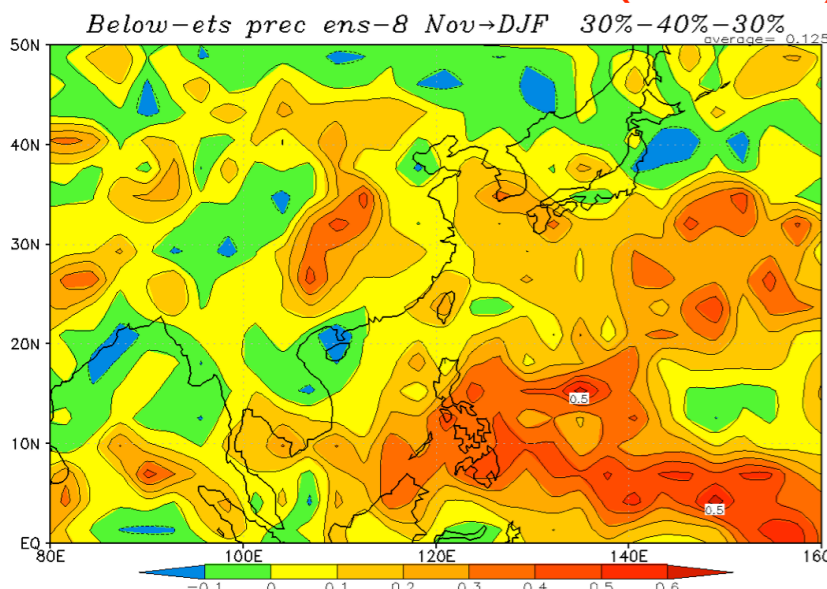 Below-ets prec ens-8 Nov→DJF 30%-40%-30%
average= 0.125
50N
40N
30N
20N
10N
EQ
0.5
0.5
80E 100E 120E 140E 160
-0.1 0 0.1 0.2 0.3 0.4 0.5 0.6